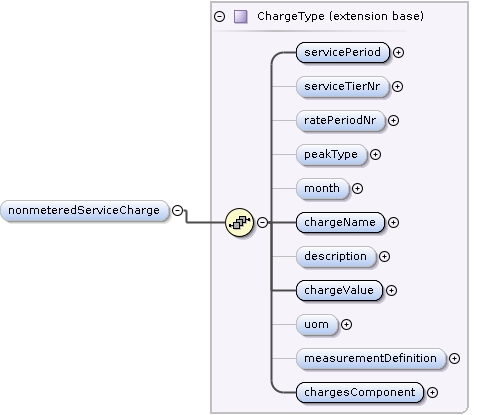 ChargeType (extension base)
servicePeriod
serviceTierNr
ratePeriodNr
peakType
month
nonmeteredServiceCharge
chargeName
description
chargeValue
uom
measurementDefinition
chargesComponent